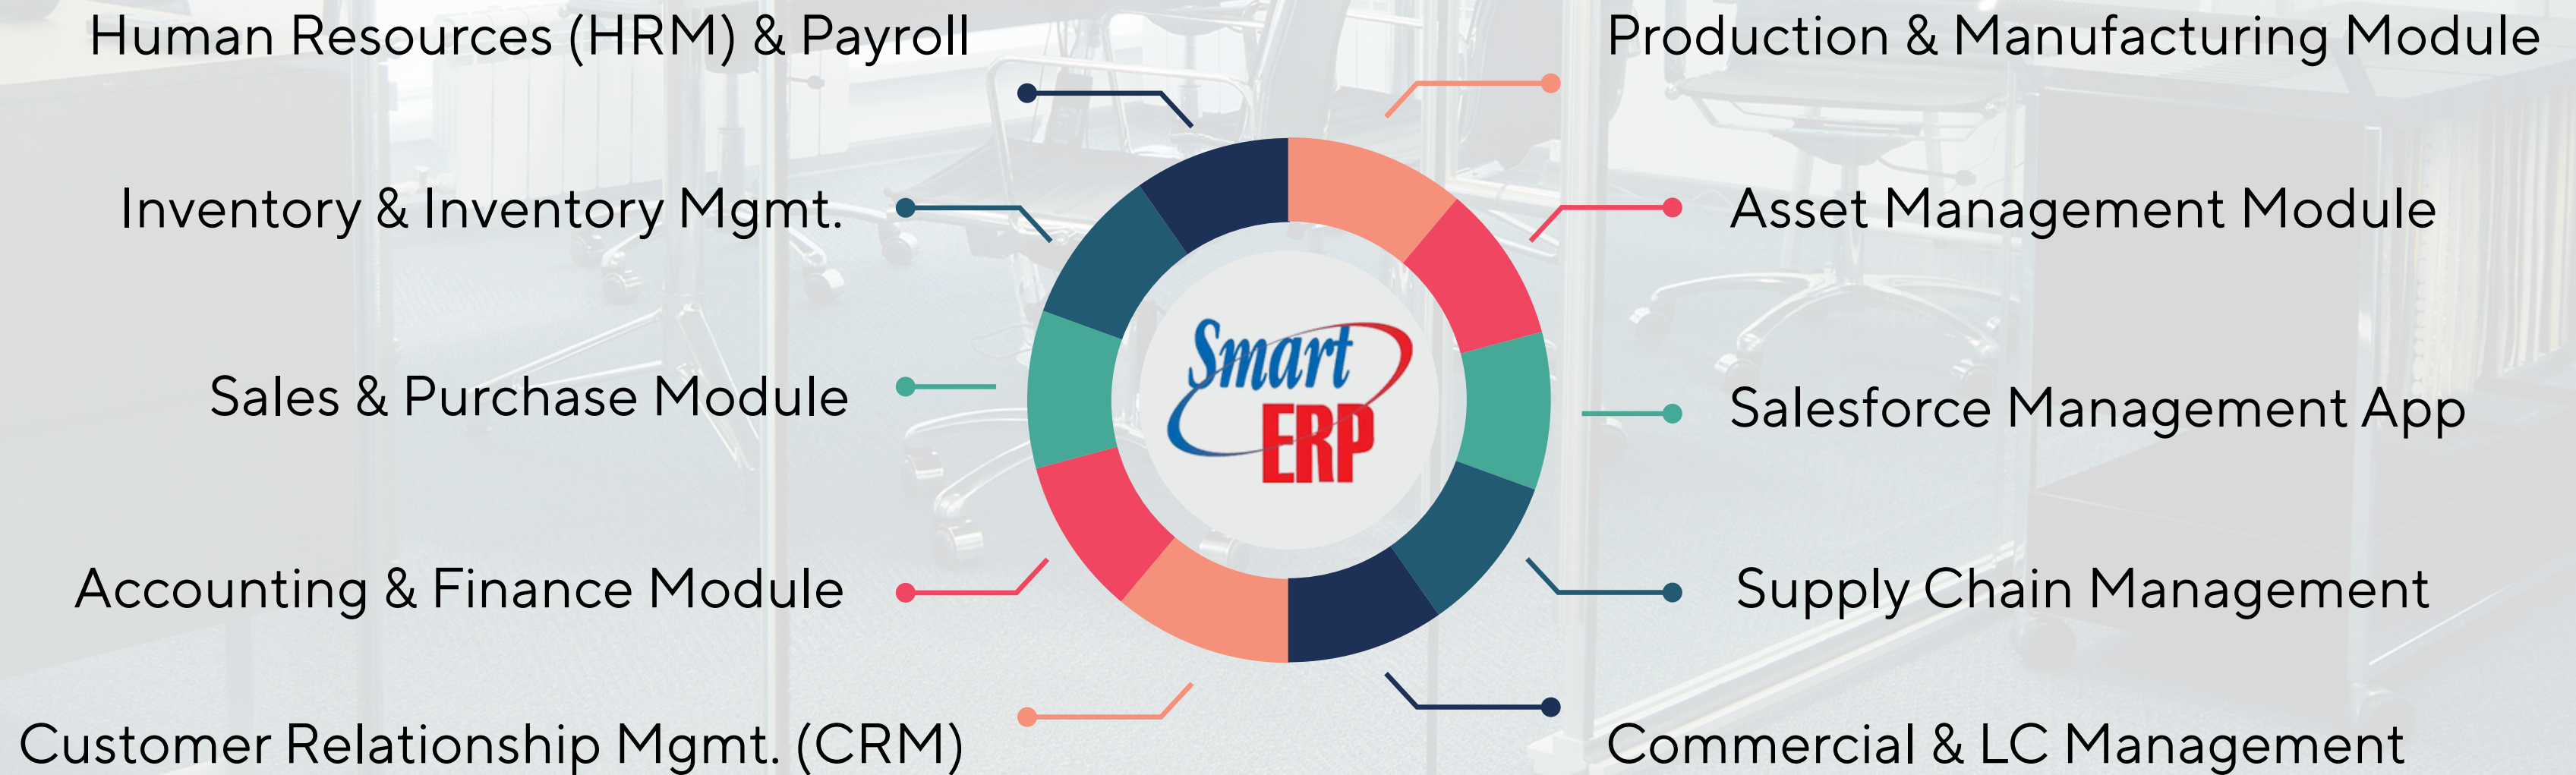 Human Resources (HRM) & Payroll
Inventory & Inventory Mgmt.
Sales & Purchase Module
Accounting & Finance Module
Customer Relationship Mgmt. (CRM)
Smart
ERP
Production & Manufacturing Module
Asset Management Module
Salesforce Management App
Supply Chain Management
Commercial & LC Management